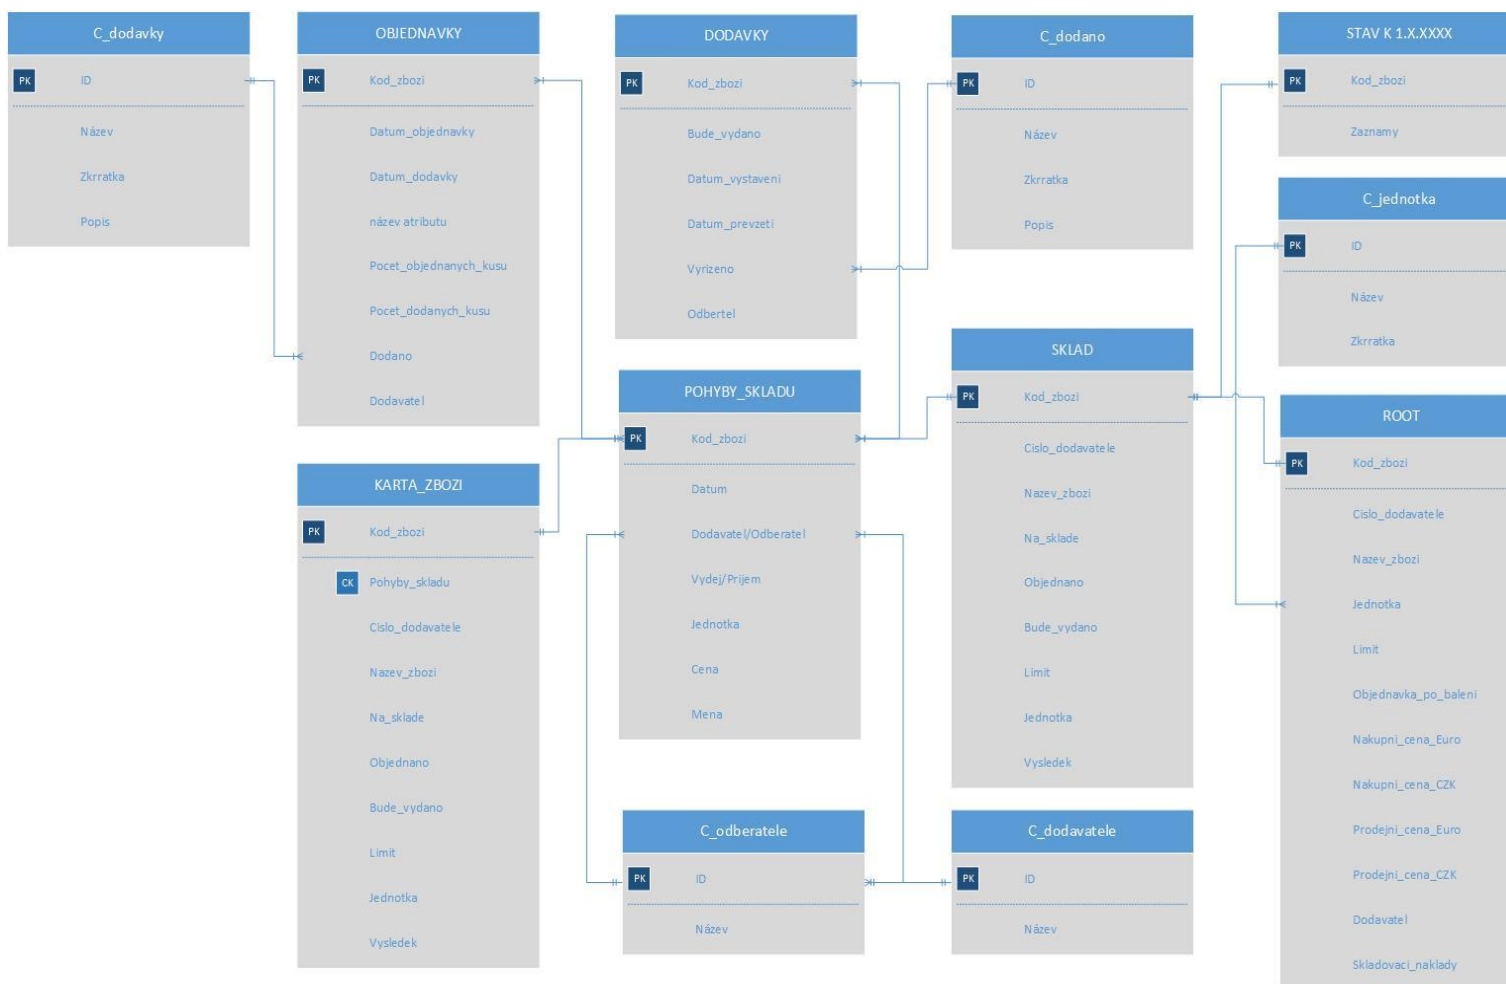 C_dodavky
PK
ID
Název
Zkrratka
Popis
OBJEDNAVKY
PK
Kod_zbozi
Datum_objednavky
Datum_dodavky
název atributu
Pocet_objednanych_kusu
Pocet_dodanych_kusu
Dodano
Dodavatel
DODAVKY
PK
Kod_zbozi
Bude_vydano
Datum_vystaveni
Datum_prevzeti
Vyrizeno
Odbertel
C_dodano
PK
ID
Název
Zkrratka
Popis
STAV K 1.X.XXXX
PK
Kod_zbozi
Zaznamy
C_jednotka
PK
ID
Název
Zkrratka
KARTA_ZBOZI
PK
Kod_zbozi
CK
Pohyby_skladu
Cislo_dodavatele
Nazev_zbozi
Na_sklade
Objednano
Bude_vydano
Limit
Jednotka
Vysledek
POHYBY_SKLADU
PK
Kod_zbozi
Datum
Dodavatel/Odberatel
Vydej/Prijem
Jednotka
Cena
Mena
SKLAD
PK
Kod_zbozi
Cislo_dodavatele
Nazev_zbozi
Na_sklade
Objednano
Bude_vydano
Limit
Jednotka
Vysledek
ROOT
PK
Kod_zbozi
Cislo_dodavatele
Nazev_zbozi
Jednotka
Limit
Objednavka_po_baleni
Nakupni_cena_Euro
Nakupni_cena_CZK
Prodejni_cena_Euro
Prodejni_cena_CZK
Dodavatel
Skladovaci_naklady
C_odberatele
PK
ID
Název
C_dodavatele
PK
ID
Název